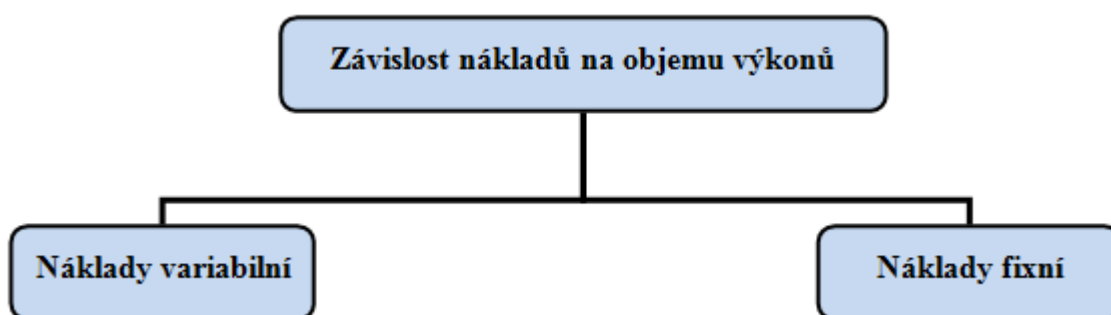 Závislost nákladů na objemu výkonů
Náklady variabilní
Náklady fixní